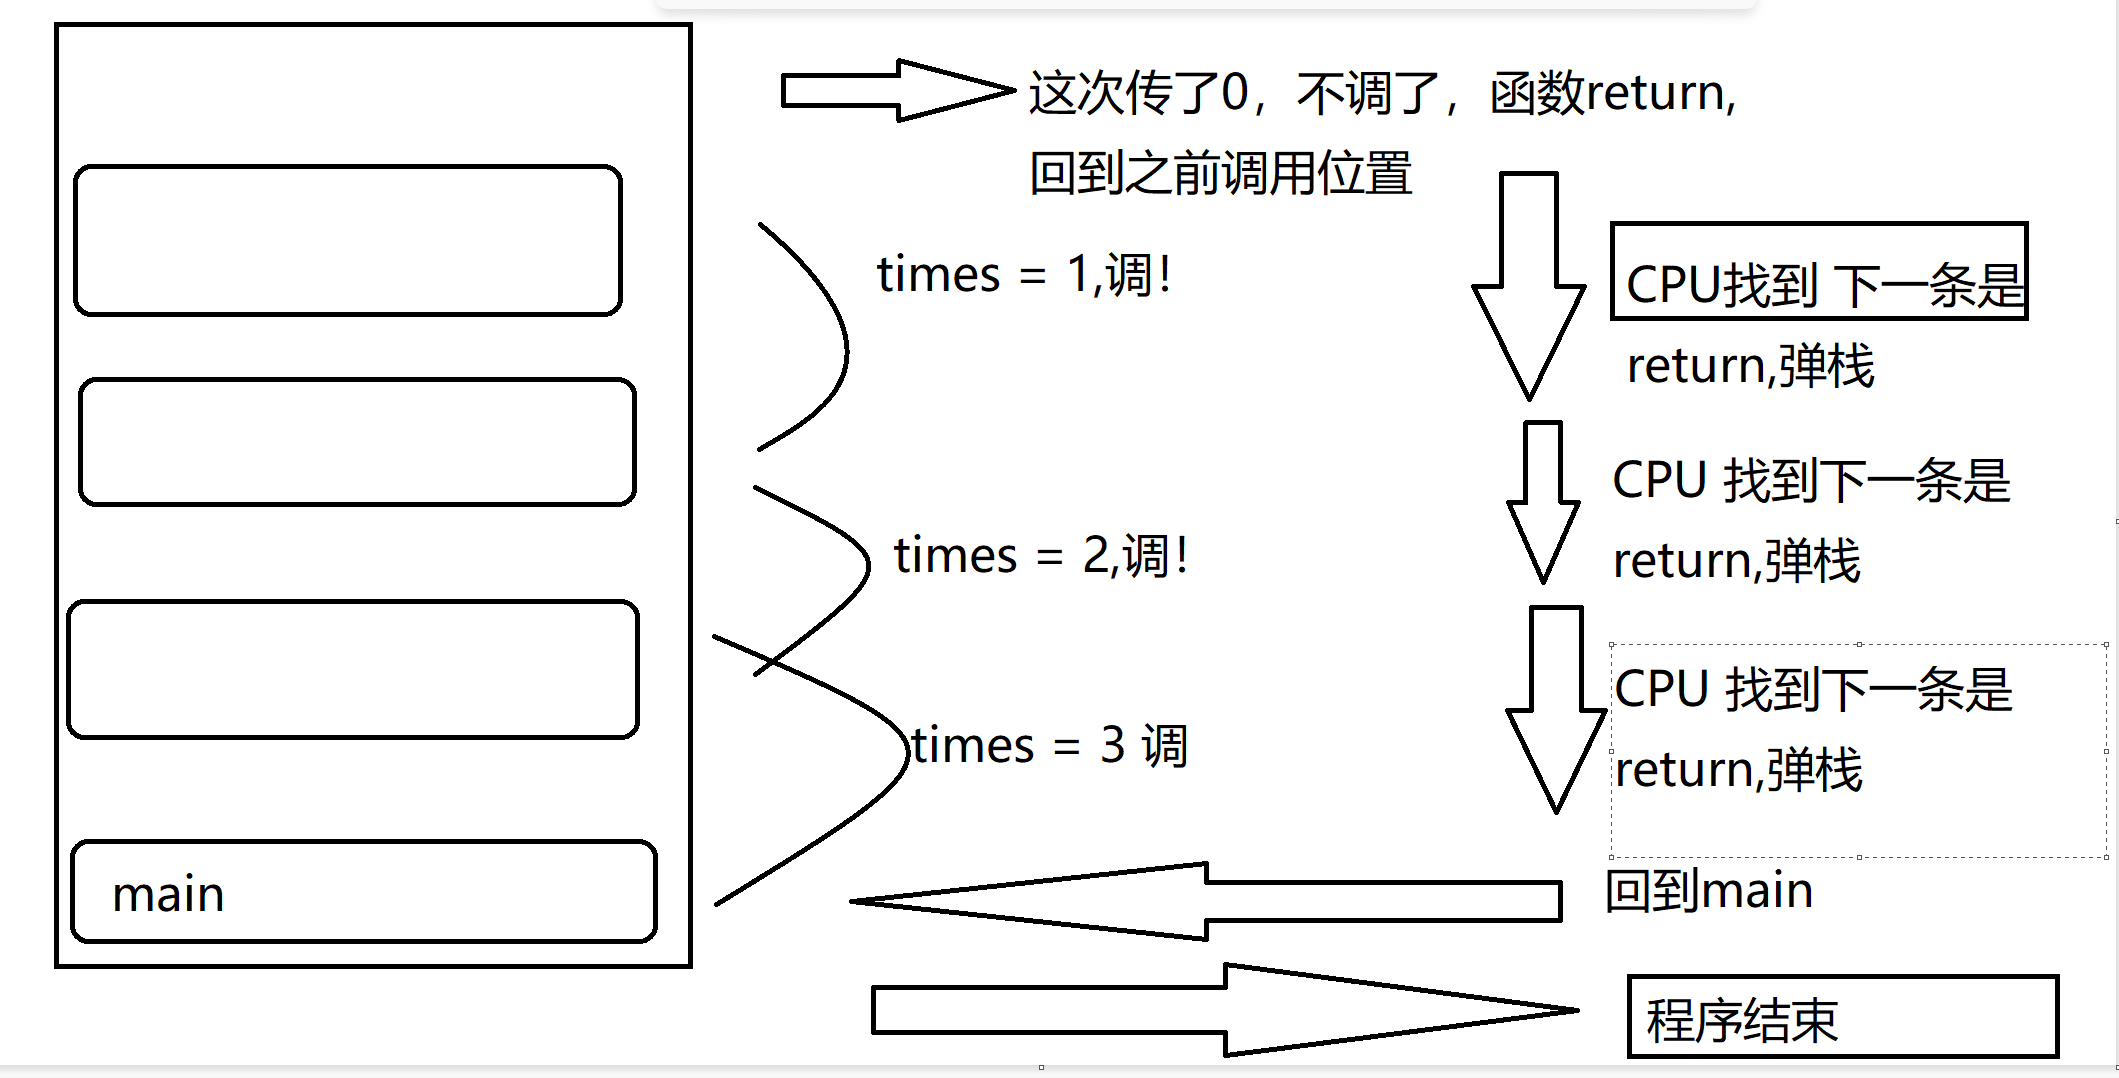 这次传了0，不调了，函数return,
回到之前调用位置
times = 1,调！
CPU找到 下一条是
return,弹栈
times = 2,调！
CPU 找到下一条是
return,弹栈
times = 3 调
CPU 找到下一条是
return,弹栈
main
回到main
程序结束